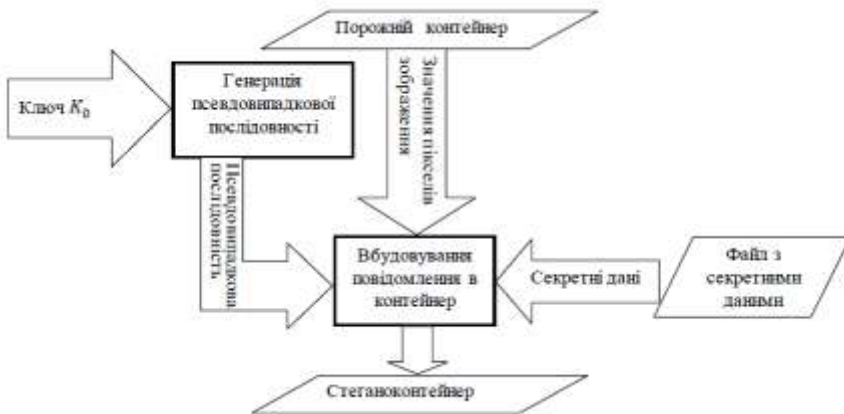 Порожній контейнер
Генерація
псевдовипадкової
послідовності
Ключ K₀
Значення пікселів
зображення
Псевдовипадкова
послідовність
Вбудовування
повідомлення в
контейнер
Секретні дані
Файл з
секретними
даними
Стеганоконтейнер